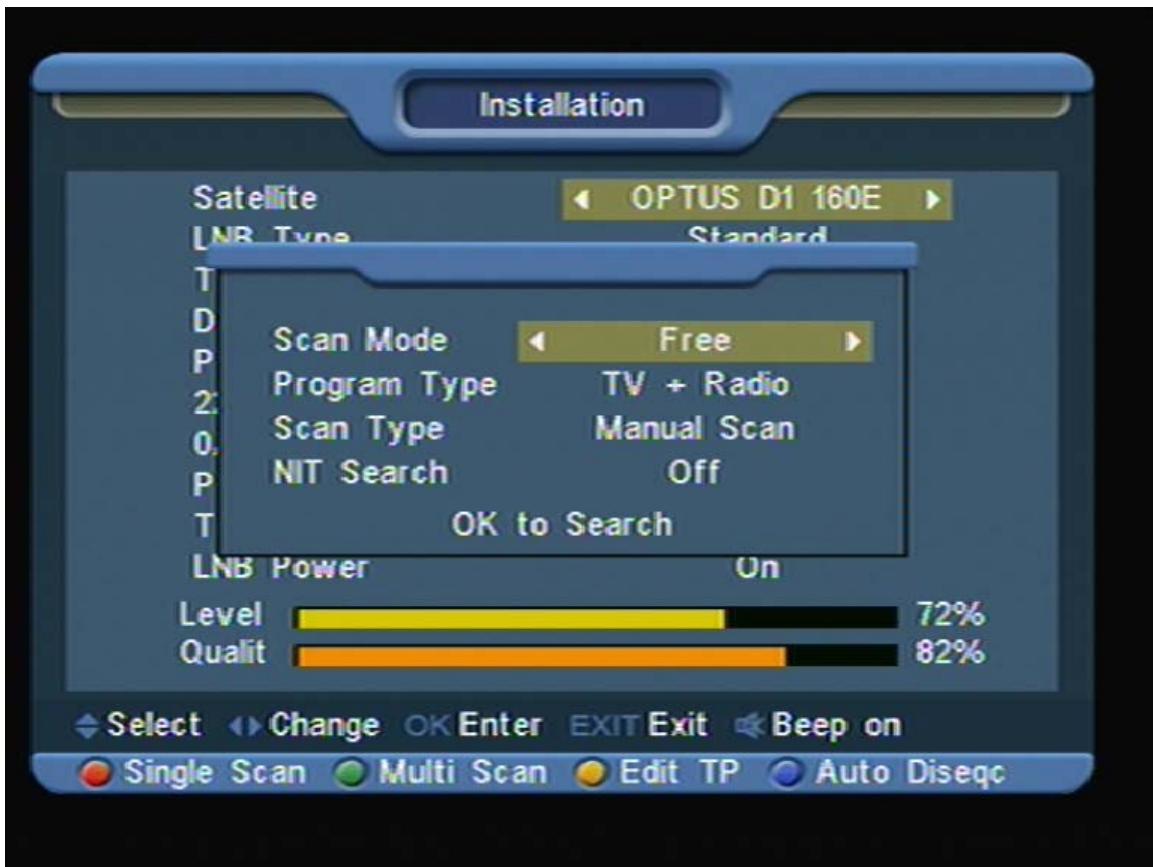 Installation
Satellite OPTUS D1 160E
LNB Type Standard
T
D
Scan Mode Free
P
Program Type TV + Radio
2
Scan Type Manual Scan
0.
NIT Search Off
P
T OK to Search
LNB Power On
Level 72%
Qualit 82%
Select Change OK Enter EXIT Exit Beep on
Single Scan Multi Scan Edit TP Auto Diseqc